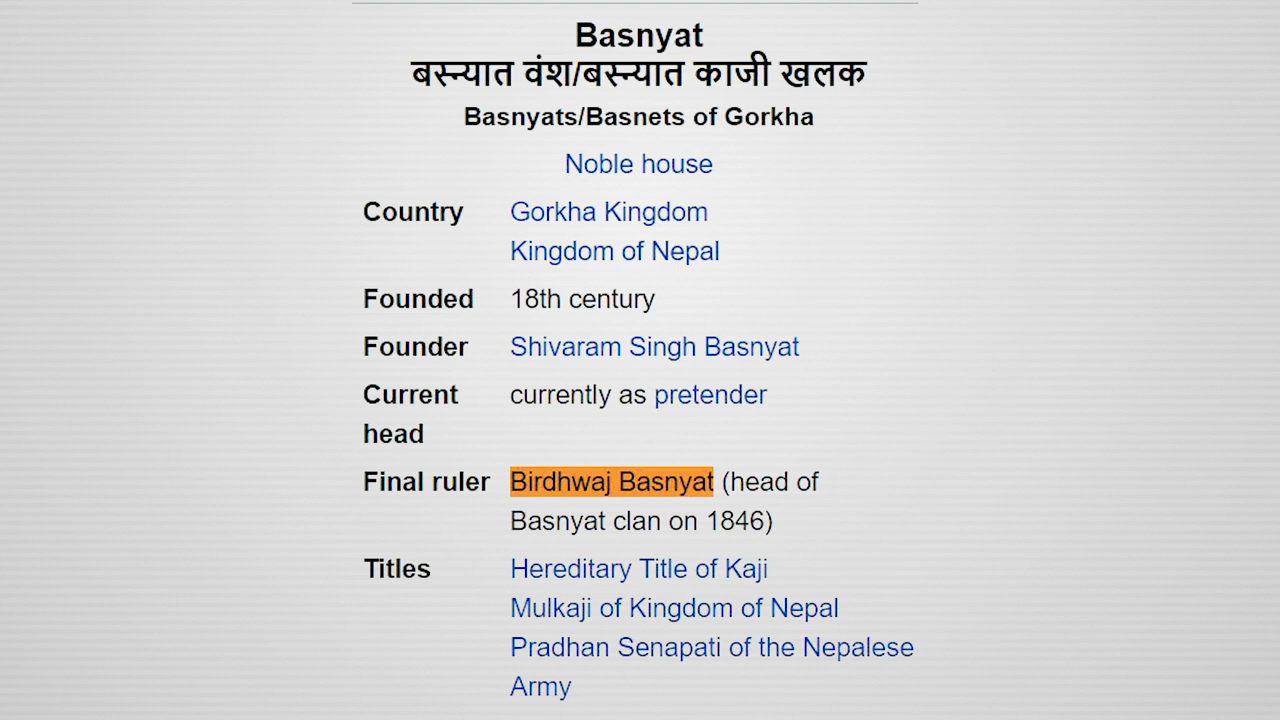 Basnyat
बस्न्यात वंश/बस्न्यात काजी खलक
Basnyats/Basnets of Gorkha
Noble house
Country Gorkha Kingdom
Kingdom of Nepal
Founded 18th century
Founder Shivaram Singh Basnyat
Current currently as pretender
head
Final ruler Birdhwaj Basnyat (head of
Basnyat clan on 1846)
Titles Hereditary Title of Kaji
Mulkaji of Kingdom of Nepal
Pradhan Senapati of the Nepalese
Army